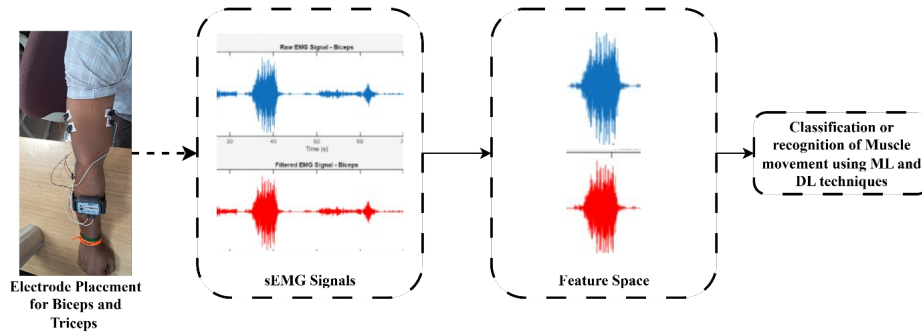 Raw EMG Signal - Biceps
30
40
50
60
Time (s)
Filtered EMG Signal - Biceps
sEMG Signals
Feature Space
Classification or
recognition of Muscle
movement using ML and
DL techniques
Electrode Placement
for Biceps and
Triceps